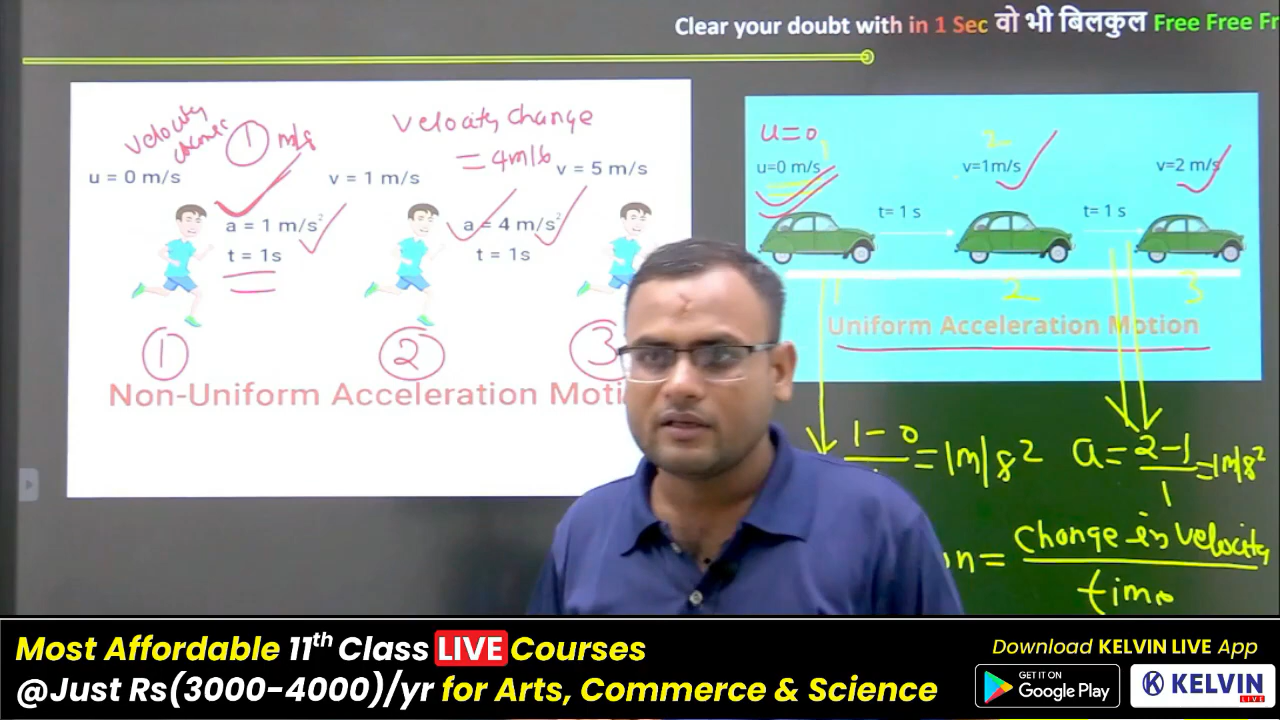 Clear your doubt with in 1 Sec वो भी बिलकुल Free Free Fr
velocity
① m/s
velocity change
= 4m/s
u = 0 m/s
v = 1 m/s
v = 5 m/s
a = 1 m/s²
t = 1s
a = 4 m/s²
t = 1s
① ② 3
Non-Uniform Acceleration Moti
u=0
u=0 m/s
1
2
v=1m/s
v=2 m/s
t= 1 s
t= 1 s
1 2 3
Uniform Acceleration Motion
1-0 = 1m/s²
a = 2-1 = 1m/s²
1
n = change in velocity
time
Most Affordable 11th Class LIVE Courses
@Just Rs(3000-4000)/yr for Arts, Commerce & Science
Download KELVIN LIVE App
GET IT ON
Google Play
KELVIN
LIVE